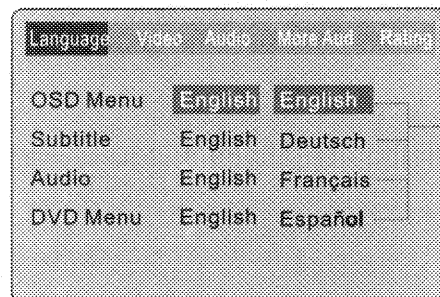 Language Video Audio More Aud Rating
OSD Menu English English
Subtitle English Deutsch
Audio English Français
DVD Menu English Español